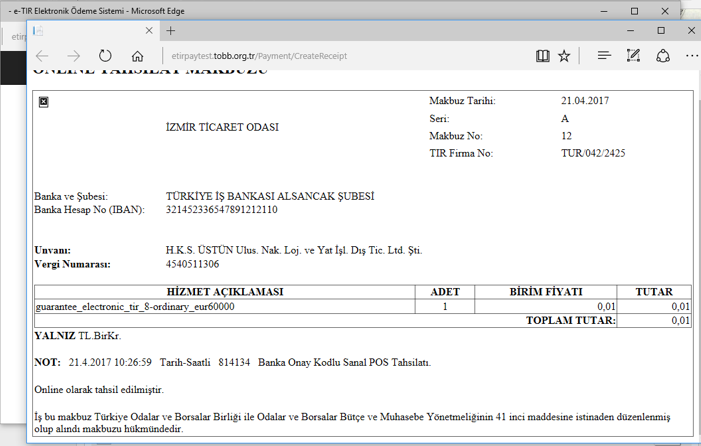 - e-TIR Elektronik Ödeme Sistemi - Microsoft Edge
etirpaytest.tobb.org.tr/Payment/CreateReceipt
ONLINE TAHSİLAT MAKBUZU
İZMİR TİCARET ODASI
Makbuz Tarihi: 21.04.2017
Seri: A
Makbuz No: 12
TIR Firma No: TUR/042/2425
Banka ve Şubesi: TÜRKİYE İŞ BANKASI ALSANCAK ŞUBESİ
Banka Hesap No (IBAN): 321452336547891212110
Unvanı: H.K.S. ÜSTÜN Ulus. Nak. Loj. ve Yat İşl. Dış Tic. Ltd. Şti.
Vergi Numarası: 4540511306
HİZMET AÇIKLAMASI ADET BİRİM FİYATI TUTAR
guarantee_electronic_tir_8-ordinary_eur60000 1 0,01 0,01
TOPLAM TUTAR: 0,01
YALNIZ TL.BirKr.
NOT: 21.4.2017 10:26:59 Tarih-Saatli 814134 Banka Onay Kodlu Sanal POS Tahsilatı.
Online olarak tahsil edilmiştir.
İş bu makbuz Türkiye Odalar ve Borsalar Birliği ile Odalar ve Borsalar Bütçe ve Muhasebe Yönetmeliğinin 41 inci maddesine istinaden düzenlenmiş
olup alındı makbuzu hükmündedir.